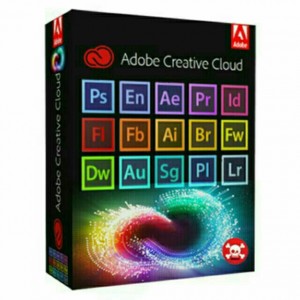 Adobe
Adobe Creative Cloud
Ps En Ae Pr Id
Fl Fb Ai Br Fw
Dw Au Sg Pl Lr
Adobe Creative Cloud